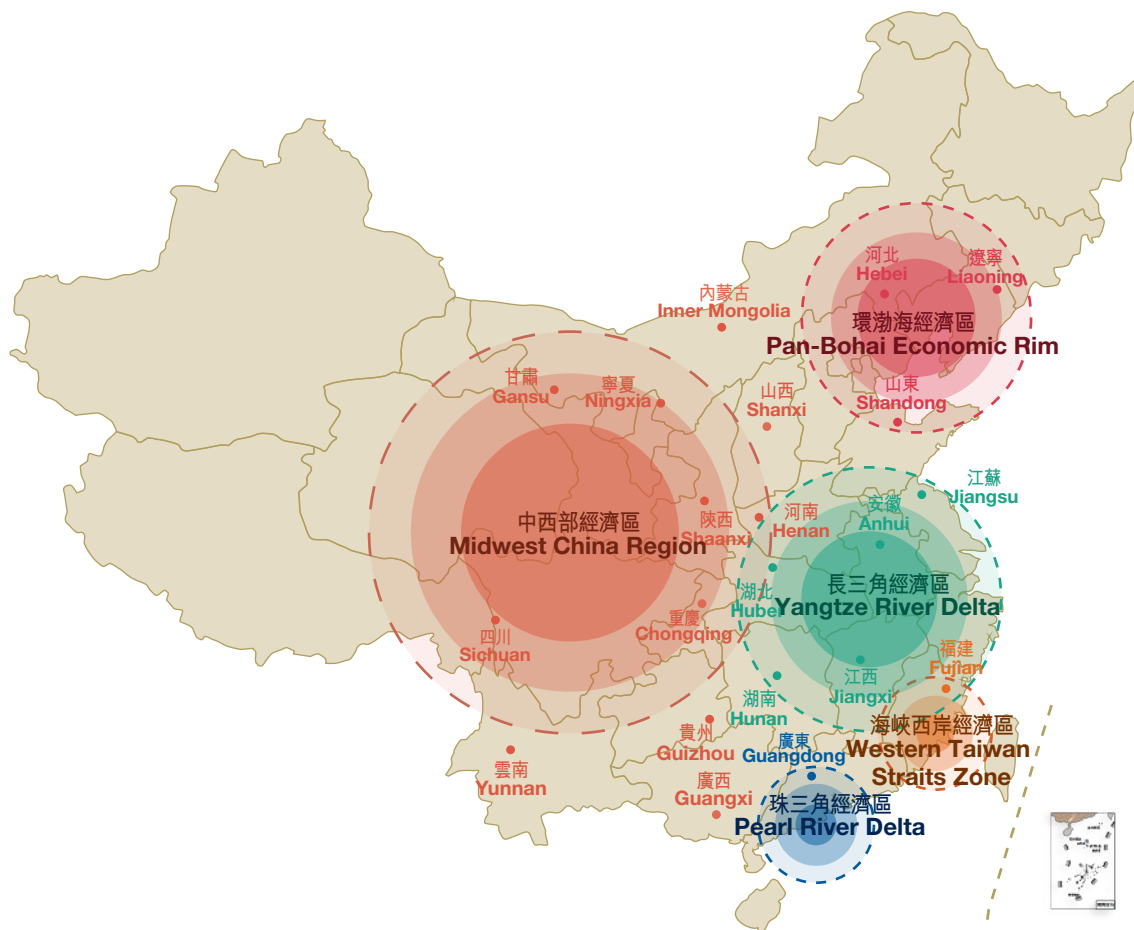 河北
Hebei
遼寧
Liaoning
內蒙古
Inner Mongolia
環渤海經濟區
Pan-Bohai Economic Rim
甘肅
Gansu
寧夏
Ningxia
山西
Shanxi
山東
Shandong
江蘇
Jiangsu
安徽
Anhui
陝西
Shaanxi
河南
Henan
中西部經濟區
Midwest China Region
長三角經濟區
Yangtze River Delta
湖北
Hubei
重慶
Chongqing
四川
Sichuan
福建
Fujian
江西
Jiangxi
湖南
Hunan
海峽西岸經濟區
Western Taiwan
Straits Zone
貴州
Guizhou
廣東
Guangdong
雲南
Yunnan
廣西
Guangxi
珠三角經濟區
Pearl River Delta